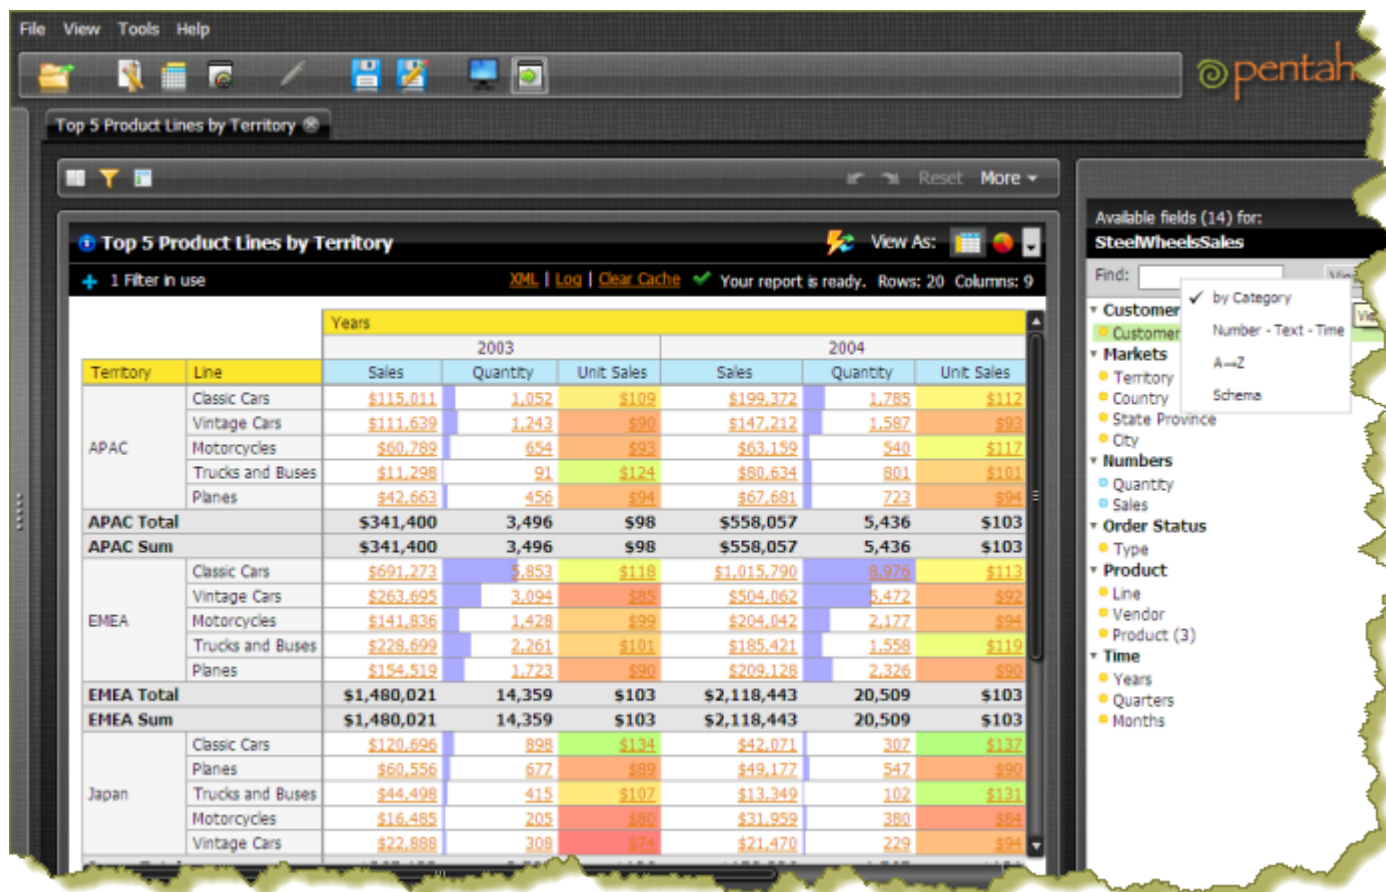 File View Tools Help
pentah
Top 5 Product Lines by Territory
Reset More
Top 5 Product Lines by Territory
View As:
1 Filter in use
XML | Log | Clear Cache Your report is ready. Rows: 20 Columns: 9
Years
2003 2004
Territory Line Sales Quantity Unit Sales Sales Quantity Unit Sales
APAC
Classic Cars $115,011 1,052 $109 $199,372 1,785 $112
Vintage Cars $111,639 1,243 $90 $147,212 1,587 $93
Motorcycles $60,789 654 $93 $63,159 540 $117
Trucks and Buses $11,298 91 $124 $80,634 801 $101
Planes $42,663 456 $94 $67,681 723 $94
APAC Total $341,400 3,496 $98 $558,057 5,436 $103
APAC Sum $341,400 3,496 $98 $558,057 5,436 $103
EMEA
Classic Cars $691,273 5,853 $118 $1,015,790 8,976 $113
Vintage Cars $263,695 3,094 $85 $504,062 5,472 $92
Motorcycles $141,836 1,428 $99 $204,042 2,177 $94
Trucks and Buses $228,699 2,261 $101 $185,421 1,558 $119
Planes $154,519 1,723 $90 $209,128 2,326 $90
EMEA Total $1,480,021 14,359 $103 $2,118,443 20,509 $103
EMEA Sum $1,480,021 14,359 $103 $2,118,443 20,509 $103
Japan
Classic Cars $120,696 898 $134 $42,071 307 $137
Planes $60,556 677 $89 $49,177 547 $90
Trucks and Buses $44,498 415 $107 $13,349 102 $131
Motorcycles $16,485 205 $80 $31,959 380 $84
Vintage Cars $22,888 308 $74 $21,470 229 $94
Available fields (14) for:
SteelWheelsSales
Find:
by Category
Number - Text - Time
A→Z
Schema
Customer
Customer
Markets
Territory
Country
State Province
City
Numbers
Quantity
Sales
Order Status
Type
Product
Line
Vendor
Product (3)
Time
Years
Quarters
Months